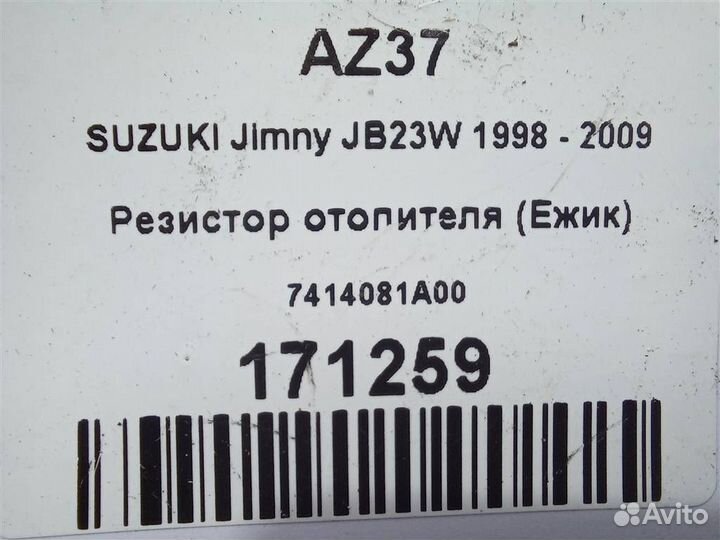 AZ37
SUZUKI Jimny JB23W 1998 - 2009
Резистор отопителя (Ежик)
7414081A00
171259
Avito